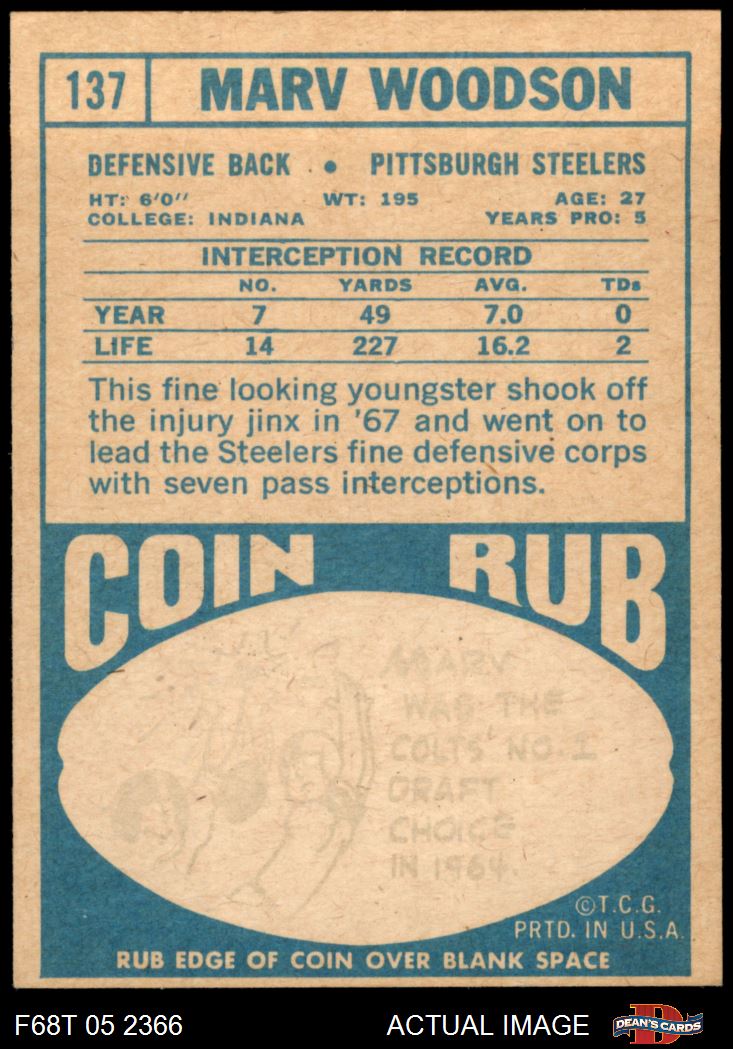 137 MARV WOODSON
DEFENSIVE BACK • PITTSBURGH STEELERS
HT: 6'0" WT: 195 AGE: 27
COLLEGE: INDIANA YEARS PRO: 5
INTERCEPTION RECORD
NO. YARDS AVG. TDs
YEAR 7 49 7.0 0
LIFE 14 227 16.2 2
This fine looking youngster shook off
the injury jinx in '67 and went on to
lead the Steelers fine defensive corps
with seven pass interceptions.
COIN RUB
MARV
WAS THE
COLTS' NO. 1
DRAFT
CHOICE
IN 1964.
©T.C.G.
PRTD. IN U.S.A.
RUB EDGE OF COIN OVER BLANK SPACE
F68T 05 2366 ACTUAL IMAGE DEAN'S CARDS